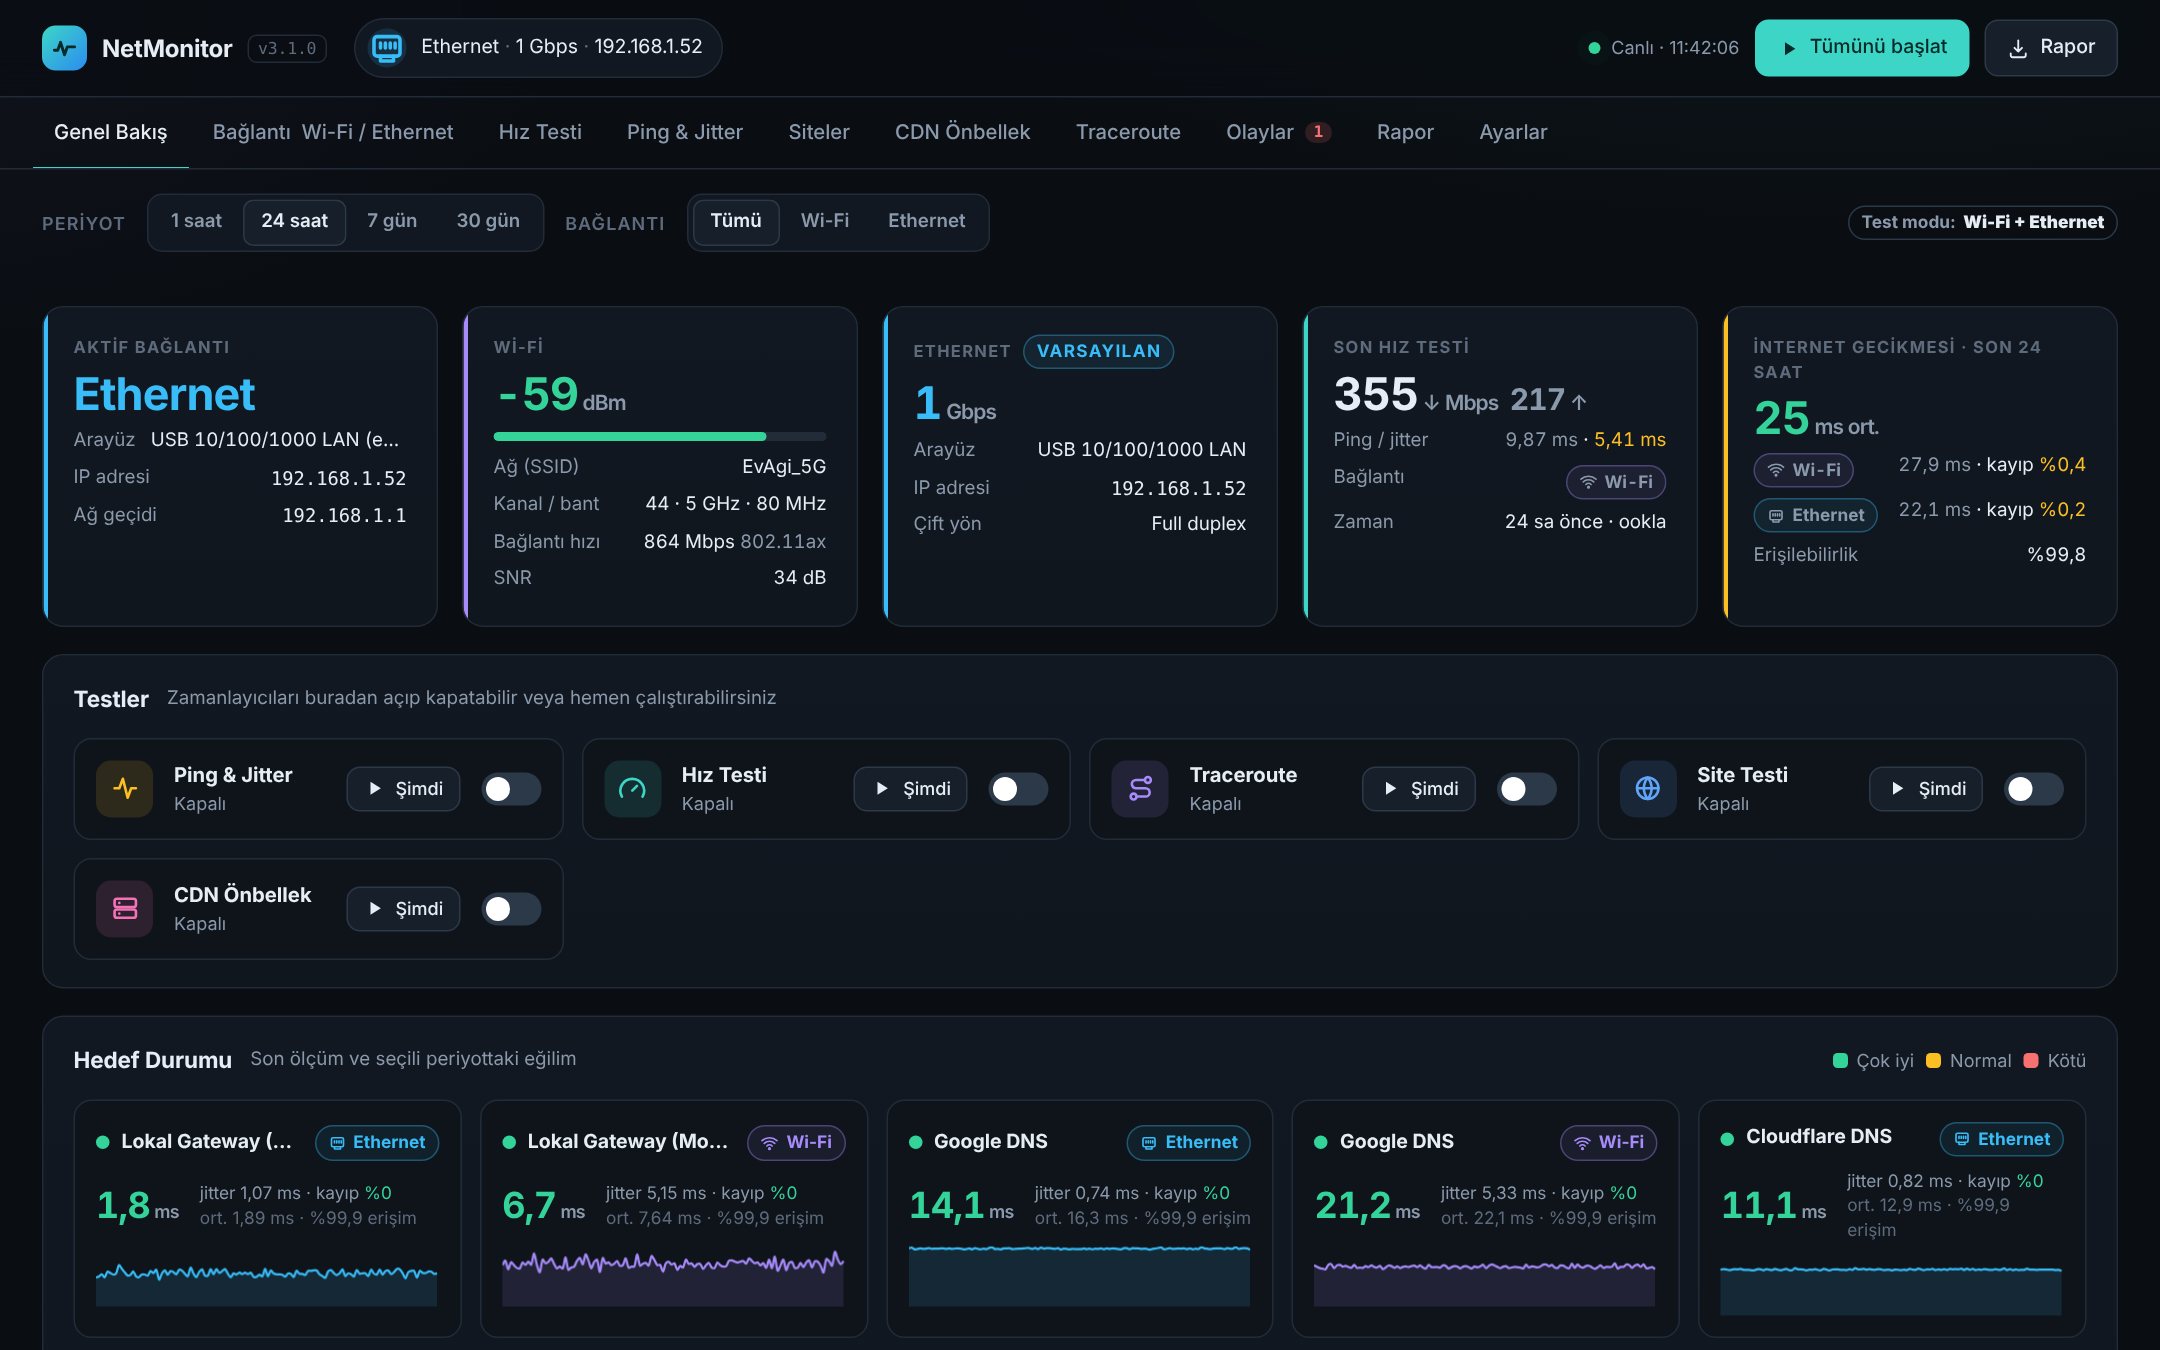 NetMonitor v3.1.0 Ethernet · 1 Gbps · 192.168.1.52 Canlı · 11:42:06 Tümünü başlat Rapor
Genel Bakış Bağlantı Wi-Fi / Ethernet Hız Testi Ping & Jitter Siteler CDN Önbellek Traceroute Olaylar 1 Rapor Ayarlar
PERİYOT 1 saat 24 saat 7 gün 30 gün BAĞLANTI Tümü Wi-Fi Ethernet Test modu: Wi-Fi + Ethernet
AKTİF BAĞLANTI
Ethernet
Arayüz USB 10/100/1000 LAN (e...
IP adresi 192.168.1.52
Ağ geçidi 192.168.1.1
Wİ-Fİ
-59 dBm
Ağ (SSID) EvAgi_5G
Kanal / bant 44 · 5 GHz · 80 MHz
Bağlantı hızı 864 Mbps 802.11ax
SNR 34 dB
ETHERNET VARSAYILAN
1 Gbps
Arayüz USB 10/100/1000 LAN
IP adresi 192.168.1.52
Çift yön Full duplex
SON HIZ TESTİ
355 ↓ Mbps 217 ↑
Ping / jitter 9,87 ms · 5,41 ms
Bağlantı Wi-Fi
Zaman 24 sa önce · ookla
İNTERNET GECİKMESİ · SON 24
SAAT
25 ms ort.
Wi-Fi 27,9 ms · kayıp %0,4
Ethernet 22,1 ms · kayıp %0,2
Erişilebilirlik %99,8
Testler Zamanlayıcıları buradan açıp kapatabilir veya hemen çalıştırabilirsiniz
Ping & Jitter
Kapalı
Şimdi
Hız Testi
Kapalı
Şimdi
Traceroute
Kapalı
Şimdi
Site Testi
Kapalı
Şimdi
CDN Önbellek
Kapalı
Şimdi
Hedef Durumu Son ölçüm ve seçili periyottaki eğilim Çok iyi Normal Kötü
Lokal Gateway (... Ethernet
1,8 ms
jitter 1,07 ms · kayıp %0
ort. 1,89 ms · %99,9 erişim
Lokal Gateway (Mo... Wi-Fi
6,7 ms
jitter 5,15 ms · kayıp %0
ort. 7,64 ms · %99,9 erişim
Google DNS Ethernet
14,1 ms
jitter 0,74 ms · kayıp %0
ort. 16,3 ms · %99,9 erişim
Google DNS Wi-Fi
21,2 ms
jitter 5,33 ms · kayıp %0
ort. 22,1 ms · %99,9 erişim
Cloudflare DNS Ethernet
11,1 ms
jitter 0,82 ms · kayıp %0
ort. 12,9 ms · %99,9
erişim